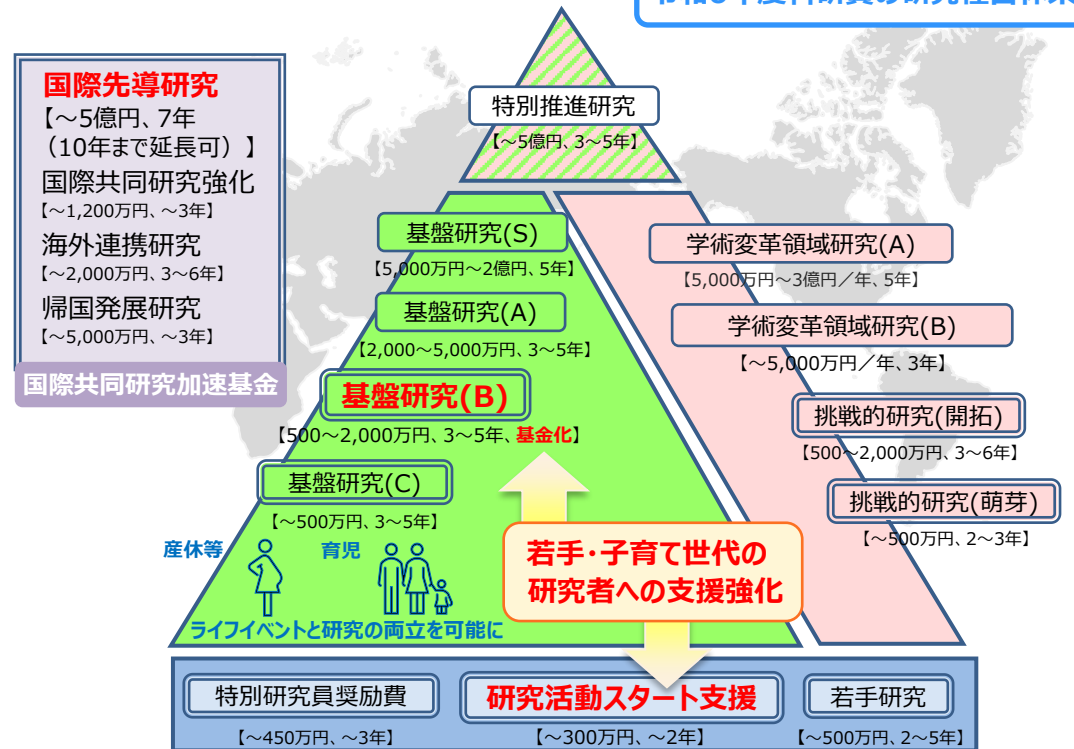 国際先導研究
【～5億円、7年
（10年まで延長可）】
国際共同研究強化
【～1,200万円、～3年】
海外連携研究
【～2,000万円、3～6年】
帰国発展研究
【～5,000万円、～3年】
国際共同研究加速基金
特別推進研究
【～5億円、3～5年】
基盤研究(S)
【5,000万円～2億円、5年】
基盤研究(A)
【2,000～5,000万円、3～5年】
基盤研究(B)
【500～2,000万円、3～5年、基金化】
基盤研究(C)
【～500万円、3～5年】
学術変革領域研究(A)
【5,000万円～3億円／年、5年】
学術変革領域研究(B)
【～5,000万円／年、3年】
挑戦的研究(開拓)
【500～2,000万円、3～6年】
挑戦的研究(萌芽)
【～500万円、2～3年】
産休等
育児
ライフイベントと研究の両立を可能に
若手・子育て世代の
研究者への支援強化
特別研究員奨励費
【～450万円、～3年】
研究活動スタート支援
【～300万円、～2年】
若手研究
【～500万円、2～5年】